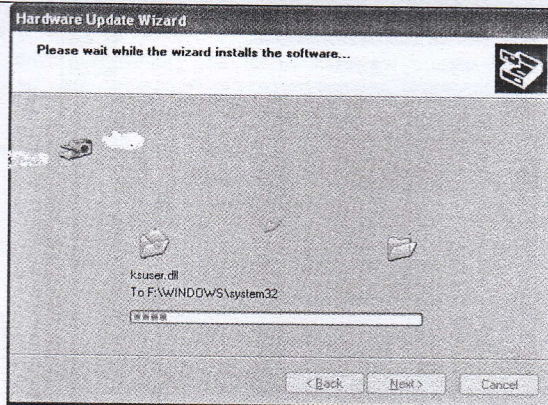 Hardware Update Wizard
Please wait while the wizard installs the software...
ksuser.dll
To F:\WINDOWS\system32
< Back
Next >
Cancel